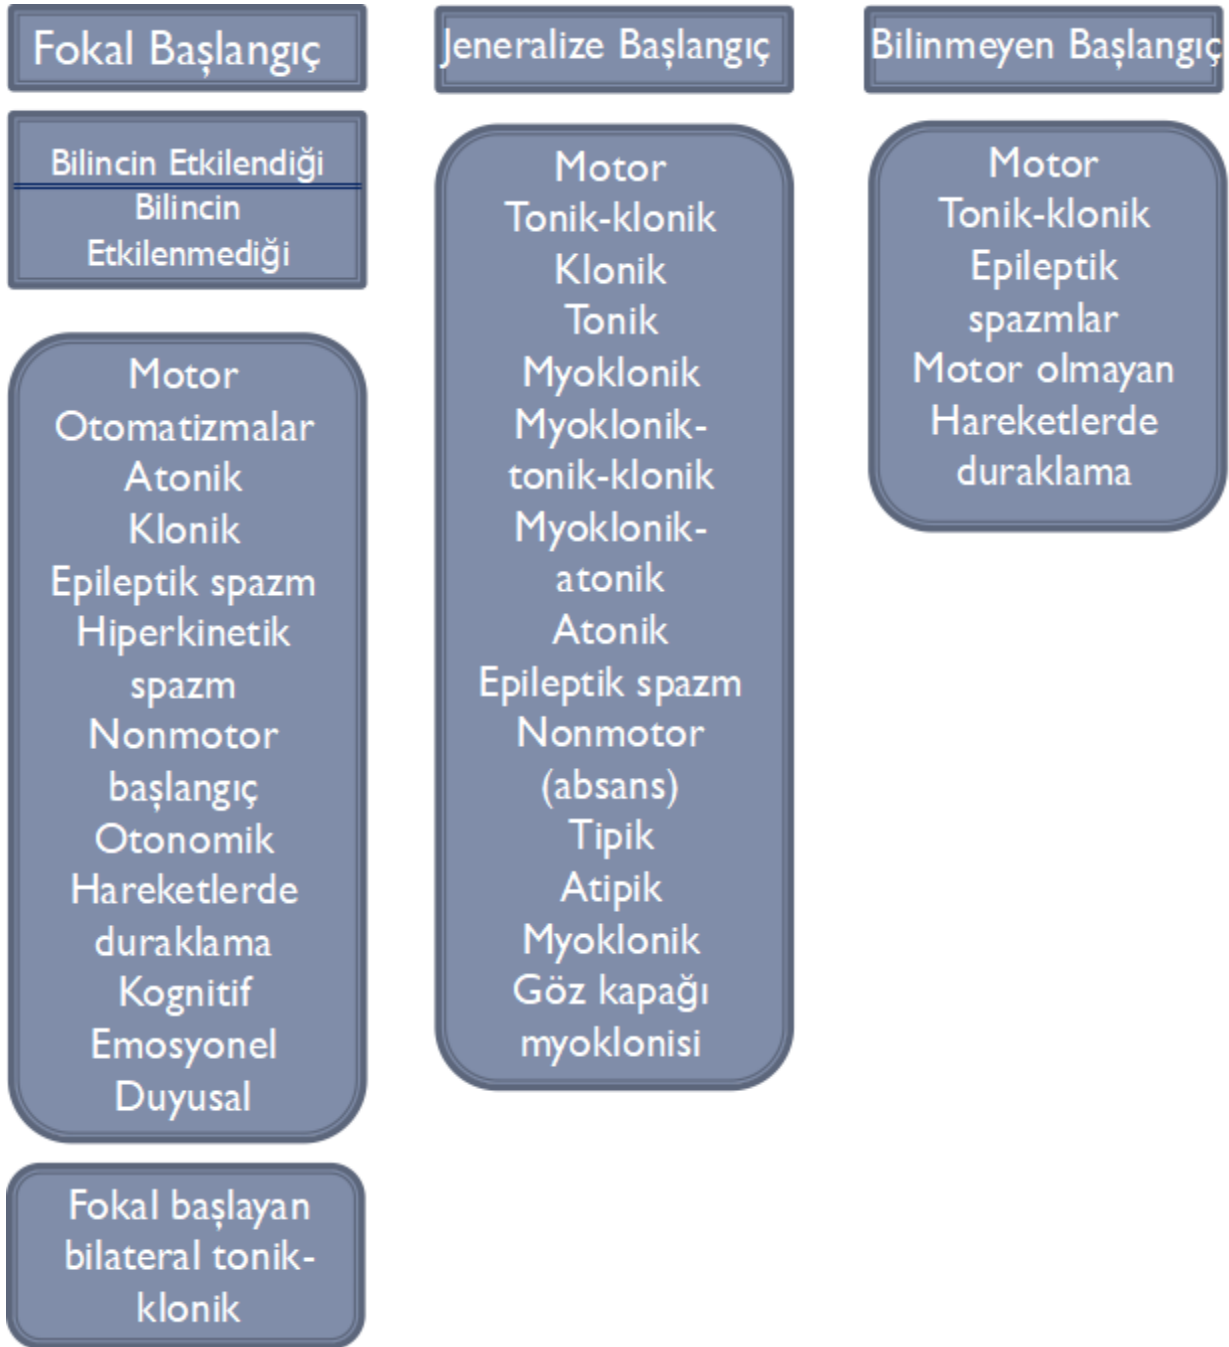 Fokal Başlangıç
Bilincin Etkilendiği
Bilincin
Etkilenmediği
Motor
Otomatizmalar
Atonik
Klonik
Epileptik spazm
Hiperkinetik
spazm
Nonmotor
başlangıç
Otonomik
Hareketlerde
duraklama
Kognitif
Emosyonel
Duyusal
Fokal başlayan
bilateral tonik-
klonik
Jeneralize Başlangıç
Motor
Tonik-klonik
Klonik
Tonik
Myoklonik
Myoklonik-
tonik-klonik
Myoklonik-
atonik
Atonik
Epileptik spazm
Nonmotor
(absans)
Tipik
Atipik
Myoklonik
Göz kapağı
myoklonisi
Bilinmeyen Başlangıç
Motor
Tonik-klonik
Epileptik
spazmlar
Motor olmayan
Hareketlerde
duraklama